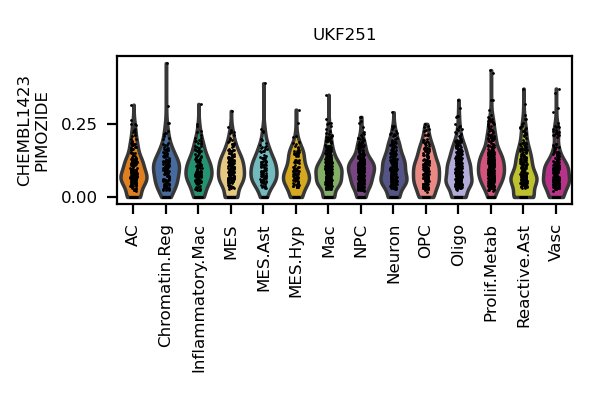 UKF251
CHEMBL1423
PIMOZIDE
0.25
0.00
AC
Chromatin.Reg
Inflammatory.Mac
MES
MES.Ast
MES.Hyp
Mac
NPC
Neuron
OPC
Oligo
Prolif.Metab
Reactive.Ast
Vasc